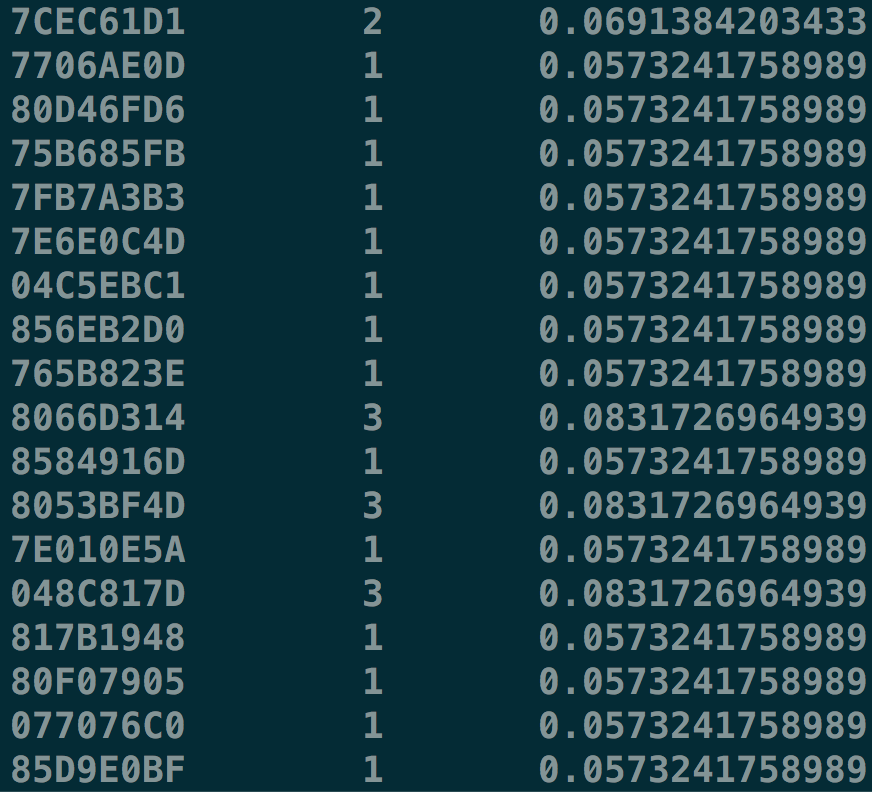 7CEC61D1 2 0.0691384203433
7706AE0D 1 0.0573241758989
80D46FD6 1 0.0573241758989
75B685FB 1 0.0573241758989
7FB7A3B3 1 0.0573241758989
7E6E0C4D 1 0.0573241758989
04C5EBC1 1 0.0573241758989
856EB2D0 1 0.0573241758989
765B823E 1 0.0573241758989
8066D314 3 0.0831726964939
8584916D 1 0.0573241758989
8053BF4D 3 0.0831726964939
7E010E5A 1 0.0573241758989
048C817D 3 0.0831726964939
817B1948 1 0.0573241758989
80F07905 1 0.0573241758989
077076C0 1 0.0573241758989
85D9E0BF 1 0.0573241758989